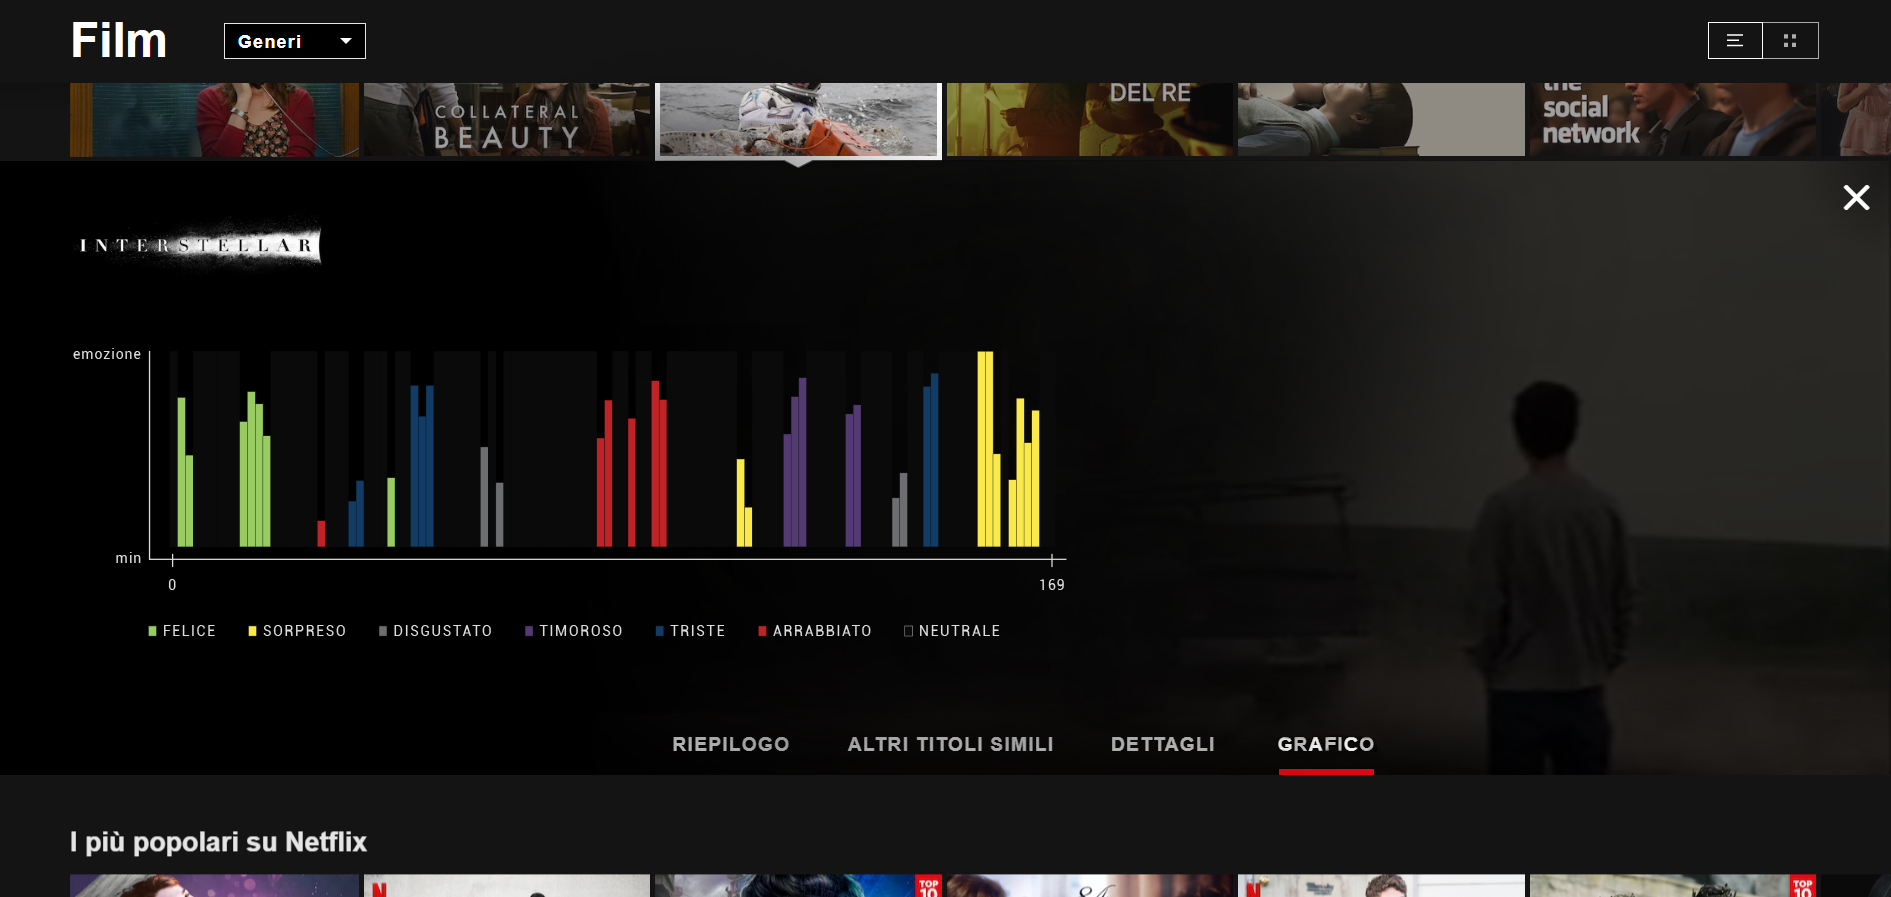 Film
Generi
COLLATERAL
BEAUTY
DEL RE
the
social
network
INTERSTELLAR
emozione
min
0
169
FELICE
SORPRESO
DISGUSTATO
TIMOROSO
TRISTE
ARRABBIATO
NEUTRALE
RIEPILOGO
ALTRI TITOLI SIMILI
DETTAGLI
GRAFICO
I più popolari su Netflix
N
TOP
10
N
TOP
10